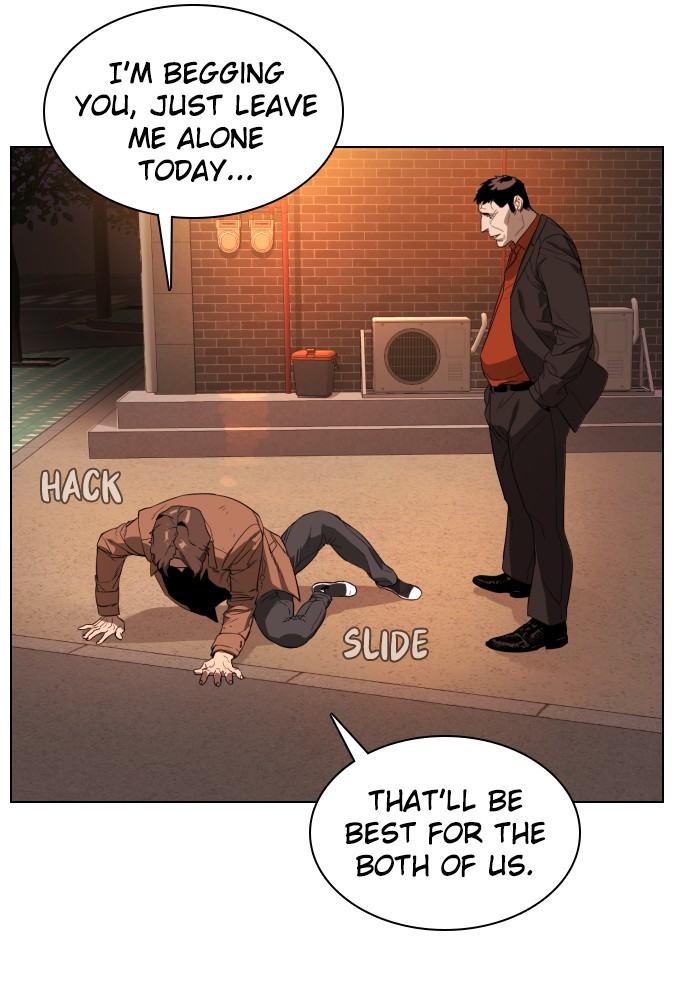 I'M BEGGING
YOU, JUST LEAVE
ME ALONE
TODAY...
HACK
SLIDE
THAT'LL BE
BEST FOR THE
BOTH OF US.